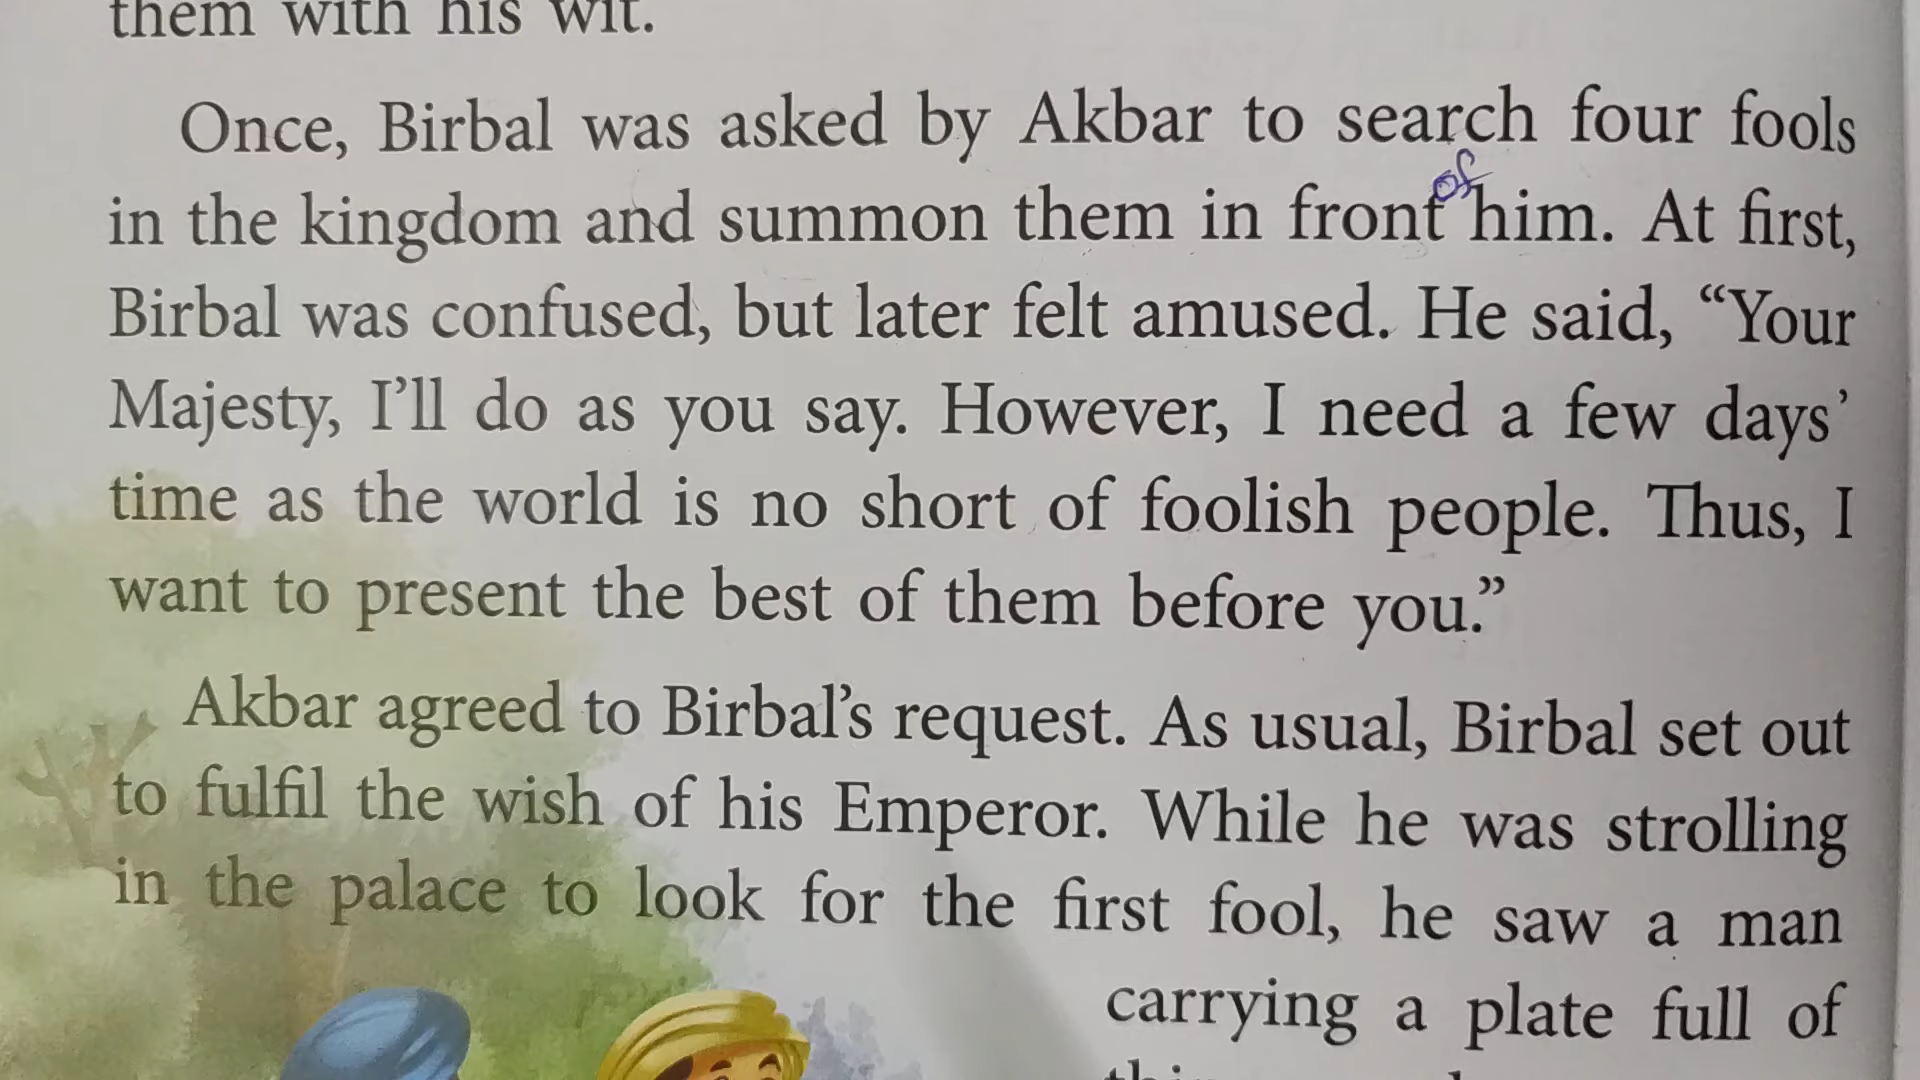 them with his wit.
Once, Birbal was asked by Akbar to search four fools
in the kingdom and summon them in front of him. At first,
Birbal was confused, but later felt amused. He said, “Your
Majesty, I’ll do as you say. However, I need a few days’
time as the world is no short of foolish people. Thus, I
want to present the best of them before you.”
Akbar agreed to Birbal’s request. As usual, Birbal set out
to fulfil the wish of his Emperor. While he was strolling
in the palace to look for the first fool, he saw a man
carrying a plate full of